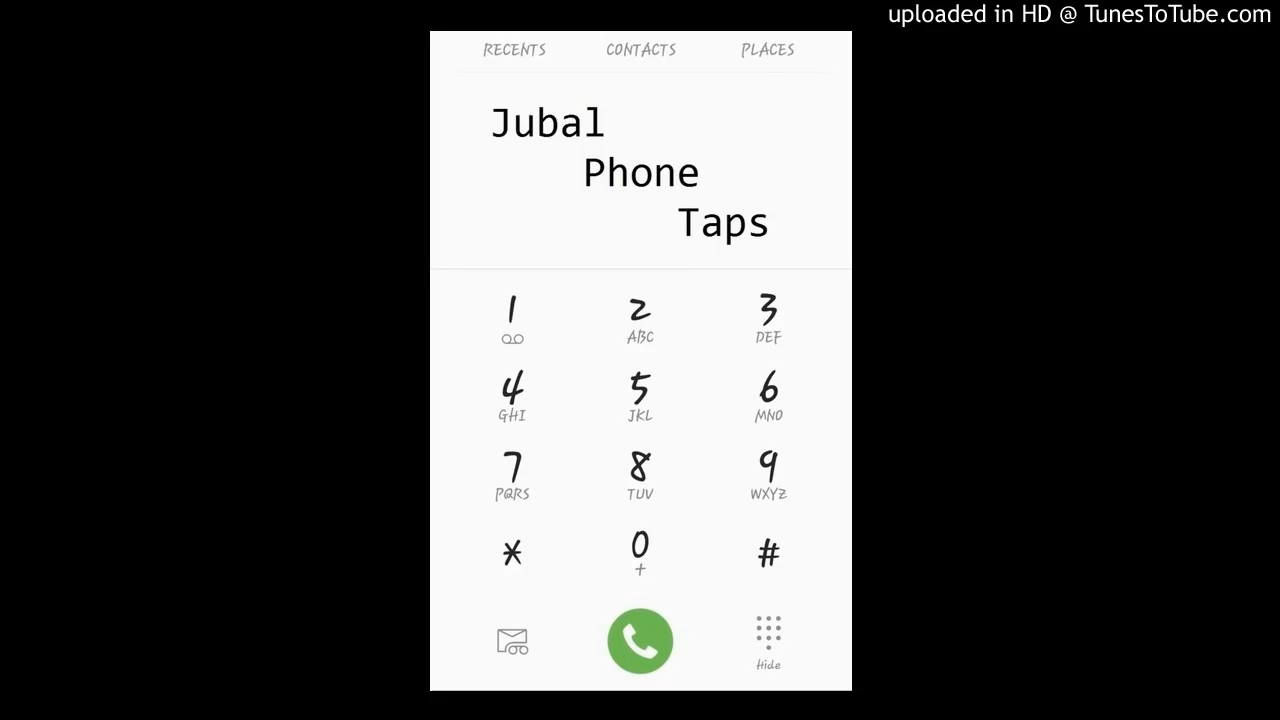 uploaded in HD @ TunesToTube.com
RECENTS CONTACTS PLACES
Jubal
Phone
Taps
1 2 3
ABC DEF
4 5 6
GHI JKL MNO
7 8 9
PQRS TUV WXYZ
* 0 #
+
Hide